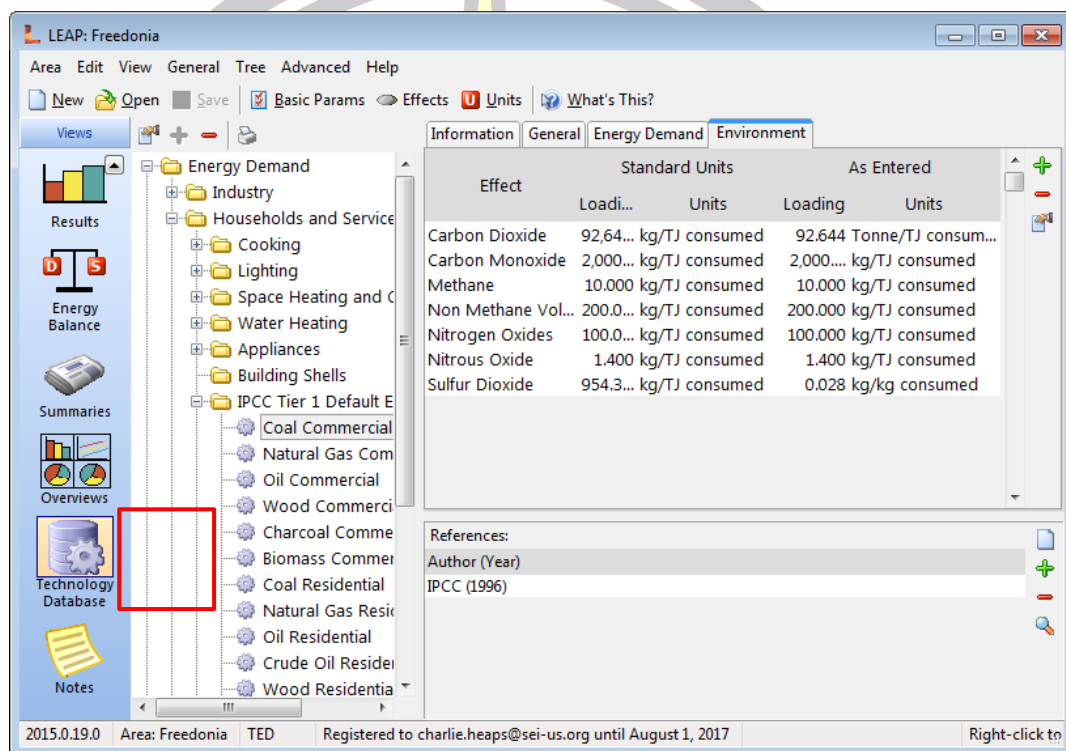 LEAP: Freedonia
Area Edit View General Tree Advanced Help
New Open Save Basic Params Effects Units What's This?
Views
Results
Energy
Balance
Summaries
Overviews
Technology
Database
Notes
Energy Demand
Industry
Households and Service
Cooking
Lighting
Space Heating and C
Water Heating
Appliances
Building Shells
IPCC Tier 1 Default E
Coal Commercial
Natural Gas Com
Oil Commercial
Wood Commerci
Charcoal Comme
Biomass Commer
Coal Residential
Natural Gas Resid
Oil Residential
Crude Oil Resider
Wood Residentia
Information General Energy Demand Environment
Effect Standard Units As Entered
Loadi... Units Loading Units
Carbon Dioxide 92,64... kg/TJ consumed 92.644 Tonne/TJ consum...
Carbon Monoxide 2,000... kg/TJ consumed 2,000.... kg/TJ consumed
Methane 10.000 kg/TJ consumed 10.000 kg/TJ consumed
Non Methane Vol... 200.0... kg/TJ consumed 200.000 kg/TJ consumed
Nitrogen Oxides 100.0... kg/TJ consumed 100.000 kg/TJ consumed
Nitrous Oxide 1.400 kg/TJ consumed 1.400 kg/TJ consumed
Sulfur Dioxide 954.3... kg/TJ consumed 0.028 kg/kg consumed
References:
Author (Year)
IPCC (1996)
2015.0.19.0 Area: Freedonia TED Registered to charlie.heaps@sei-us.org until August 1, 2017 Right-click to